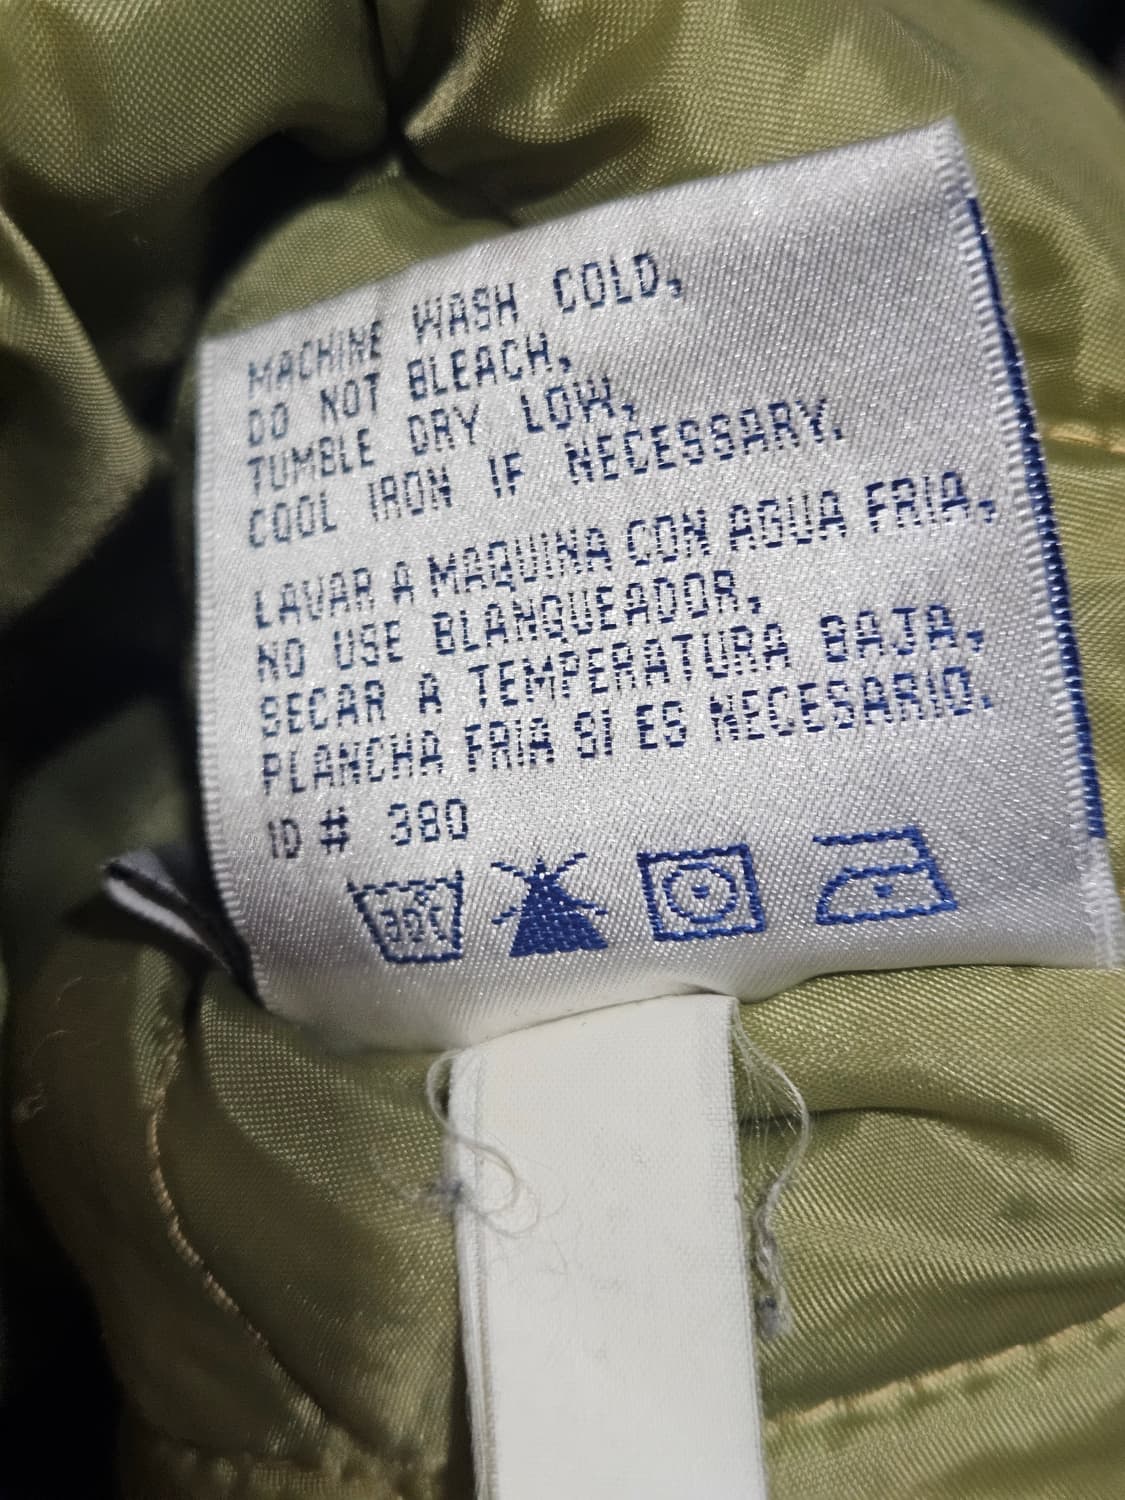 MACHINE WASH COLD,
DO NOT BLEACH,
TUMBLE DRY LOW,
COOL IRON IF NECESSARY.
LAVAR A MAQUINA CON AGUA FRIA,
NO USE BLANQUEADOR,
SECAR A TEMPERATURA BAJA,
PLANCHA FRIA SI ES NECESARIO.
ID # 380
30C